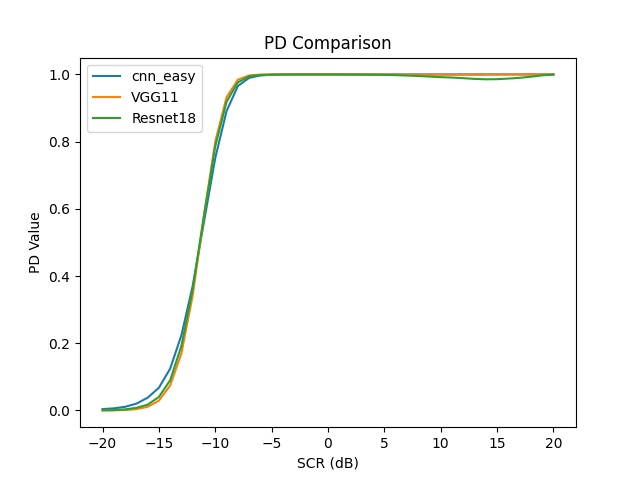 PD Comparison
cnn_easy
VGG11
Resnet18
1.0
0.8
0.6
0.4
0.2
0.0
PD Value
−20 −15 −10 −5 0 5 10 15 20
SCR (dB)